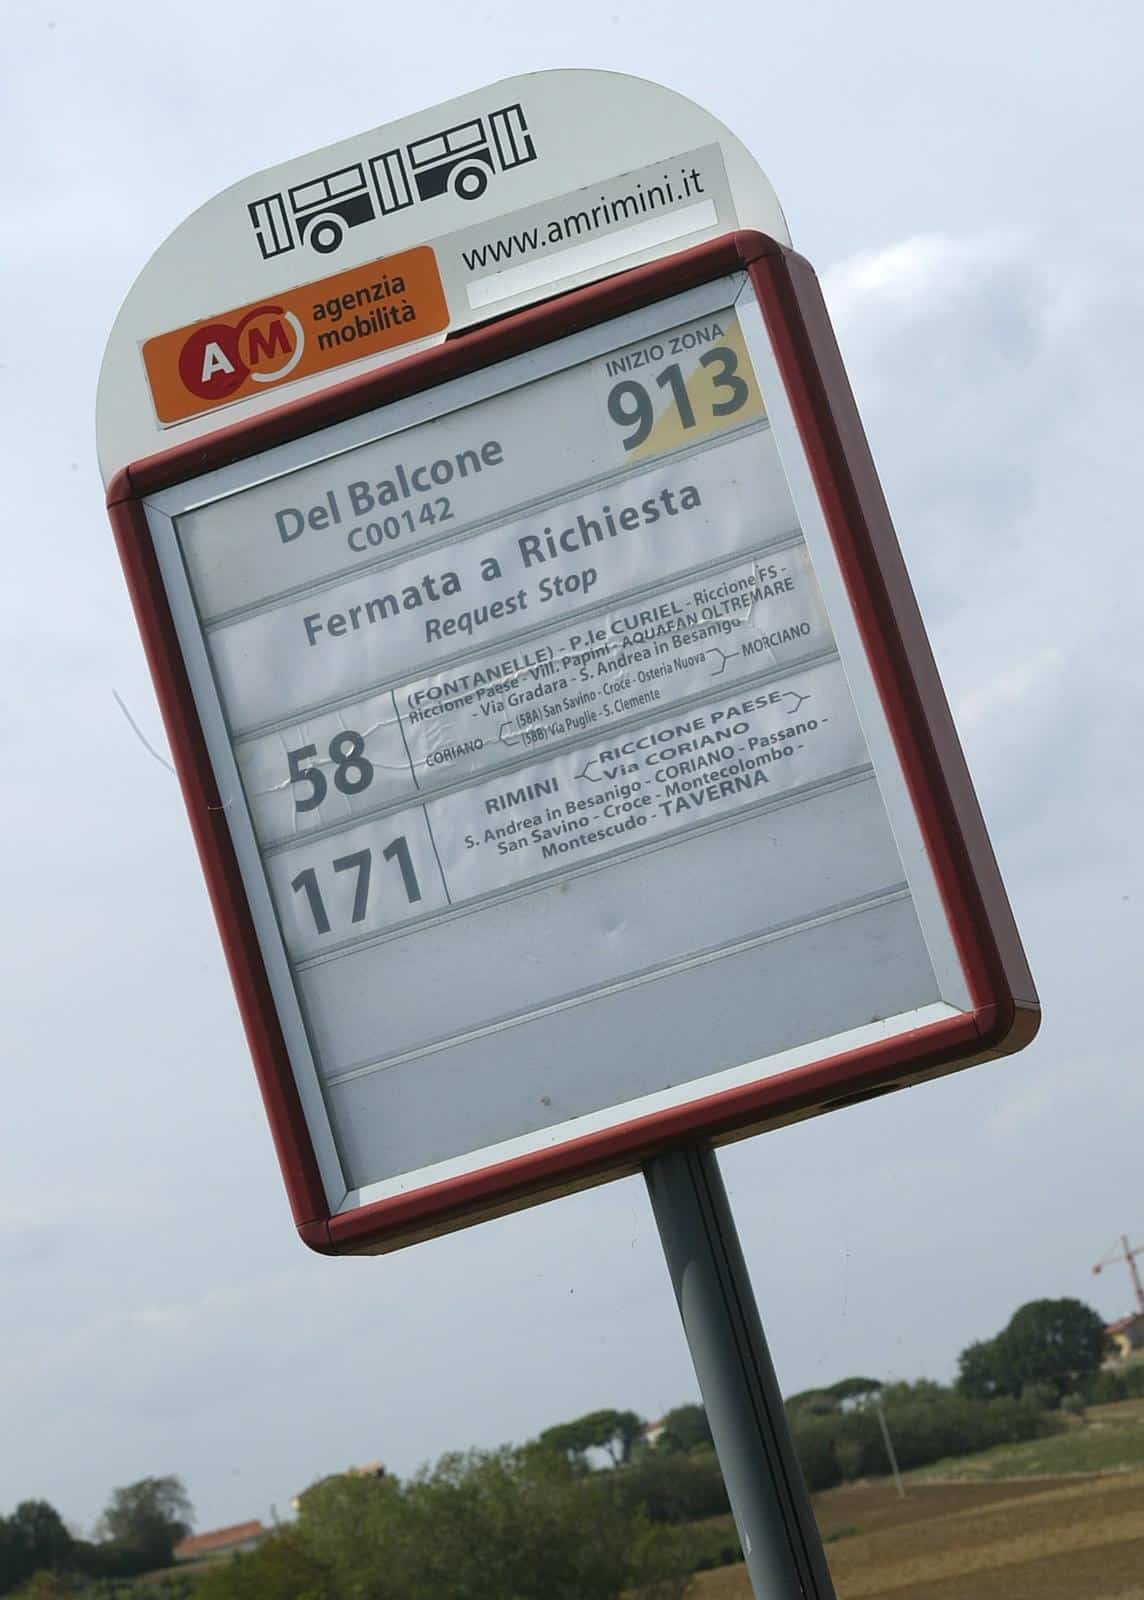 www.amrimini.it
AM agenzia
mobilità
INIZIO ZONA
913
Del Balcone
C00142
Fermata a Richiesta
Request Stop
58
(FONTANELLE) - P.le CURIEL - Riccione FS -
Riccione Paese - Vill. Papini - AQUAFAN OLTREMARE
- Via Gradara - S. Andrea in Besanigo
CORIANO (58A) San Savino - Croce - Osteria Nuova MORCIANO
(58B) Via Puglie - S. Clemente
171
RIMINI RICCIONE PAESE
Via CORIANO
S. Andrea in Besanigo - CORIANO - Passano -
San Savino - Croce - Montecolombo -
Montescudo - TAVERNA